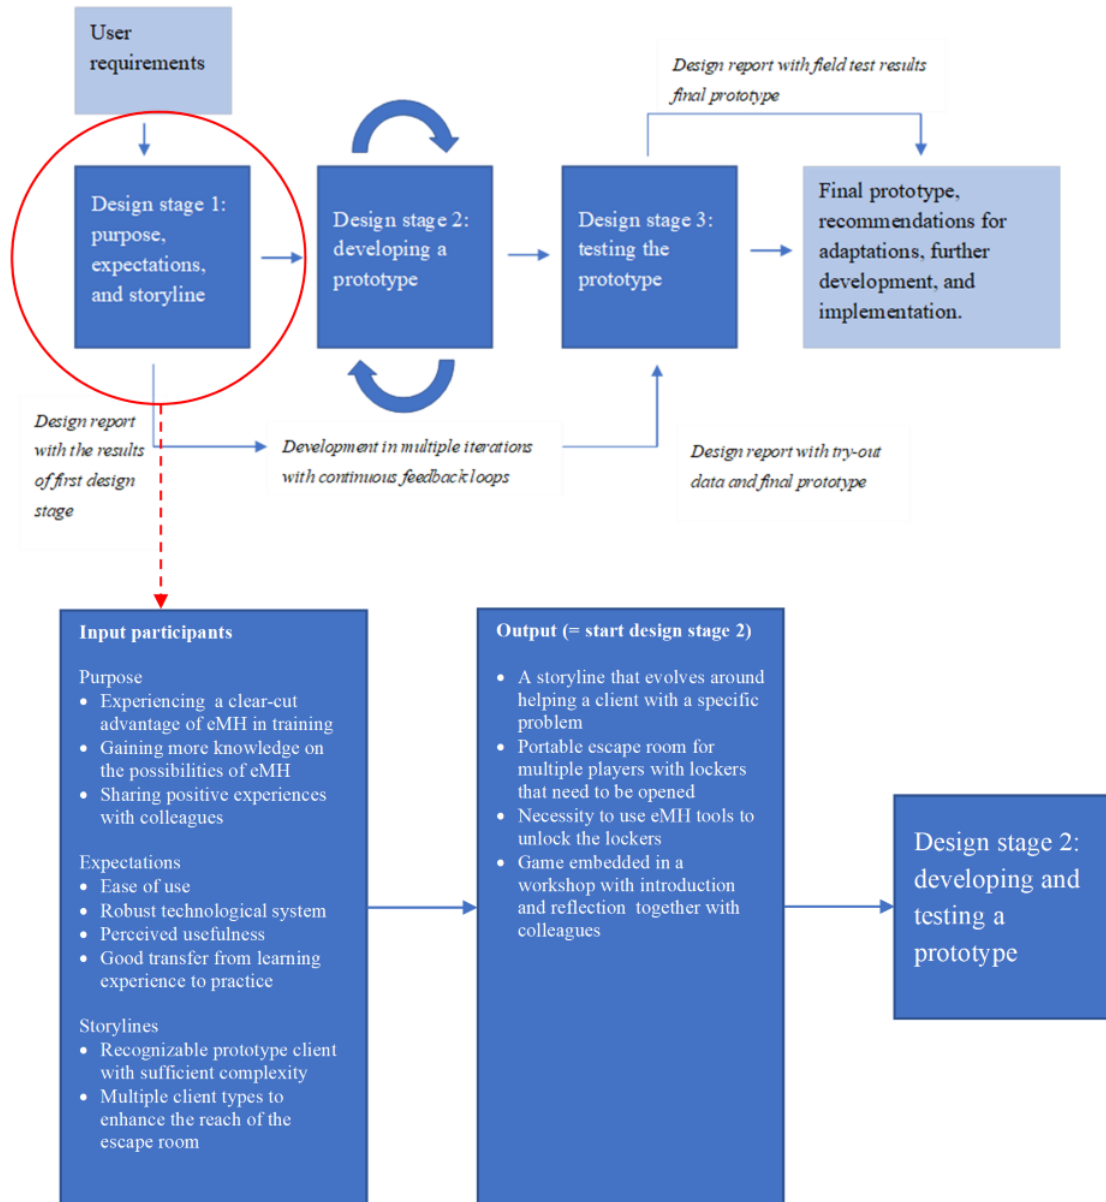 User
requirements
Design report with field test results
final prototype
Design stage 1:
purpose,
expectations,
and storyline
Design stage 2:
developing a
prototype
Design stage 3:
testing the
prototype
Final prototype,
recommendations for
adaptations, further
development, and
implementation.
Design report
with the results
of first design
stage
Development in multiple iterations
with continuous feedback loops
Design report with try-out
data and final prototype
Input participants
Purpose
• Experiencing a clear-cut
advantage of eMH in training
• Gaining more knowledge on
the possibilities of eMH
• Sharing positive experiences
with colleagues
Expectations
• Ease of use
• Robust technological system
• Perceived usefulness
• Good transfer from learning
experience to practice
Storylines
• Recognizable prototype client
with sufficient complexity
• Multiple client types to
enhance the reach of the
escape room
Output (= start design stage 2)
• A storyline that evolves around
helping a client with a specific
problem
• Portable escape room for
multiple players with lockers
that need to be opened
• Necessity to use eMH tools to
unlock the lockers
• Game embedded in a
workshop with introduction
and reflection together with
colleagues
Design stage 2:
developing and
testing a
prototype